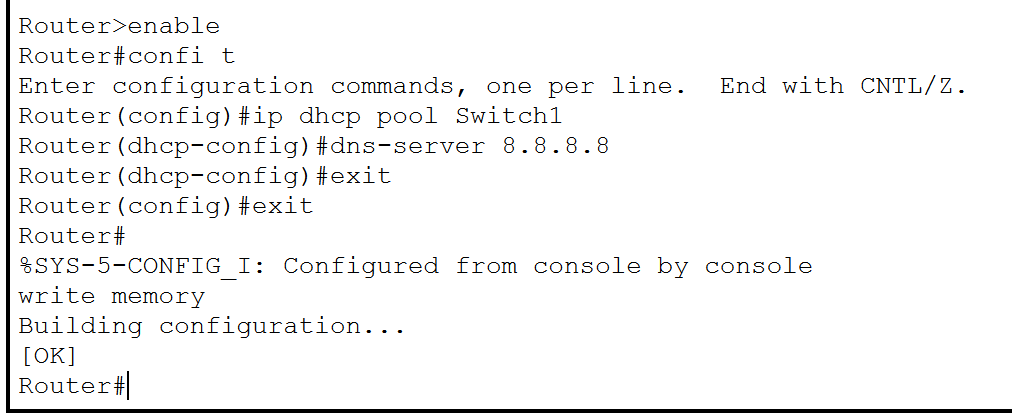 Router>enable
Router#confi t
Enter configuration commands, one per line.  End with CNTL/Z.
Router(config)#ip dhcp pool Switch1
Router(dhcp-config)#dns-server 8.8.8.8
Router(dhcp-config)#exit
Router(config)#exit
Router#
%SYS-5-CONFIG_I: Configured from console by console
write memory
Building configuration...
[OK]
Router#